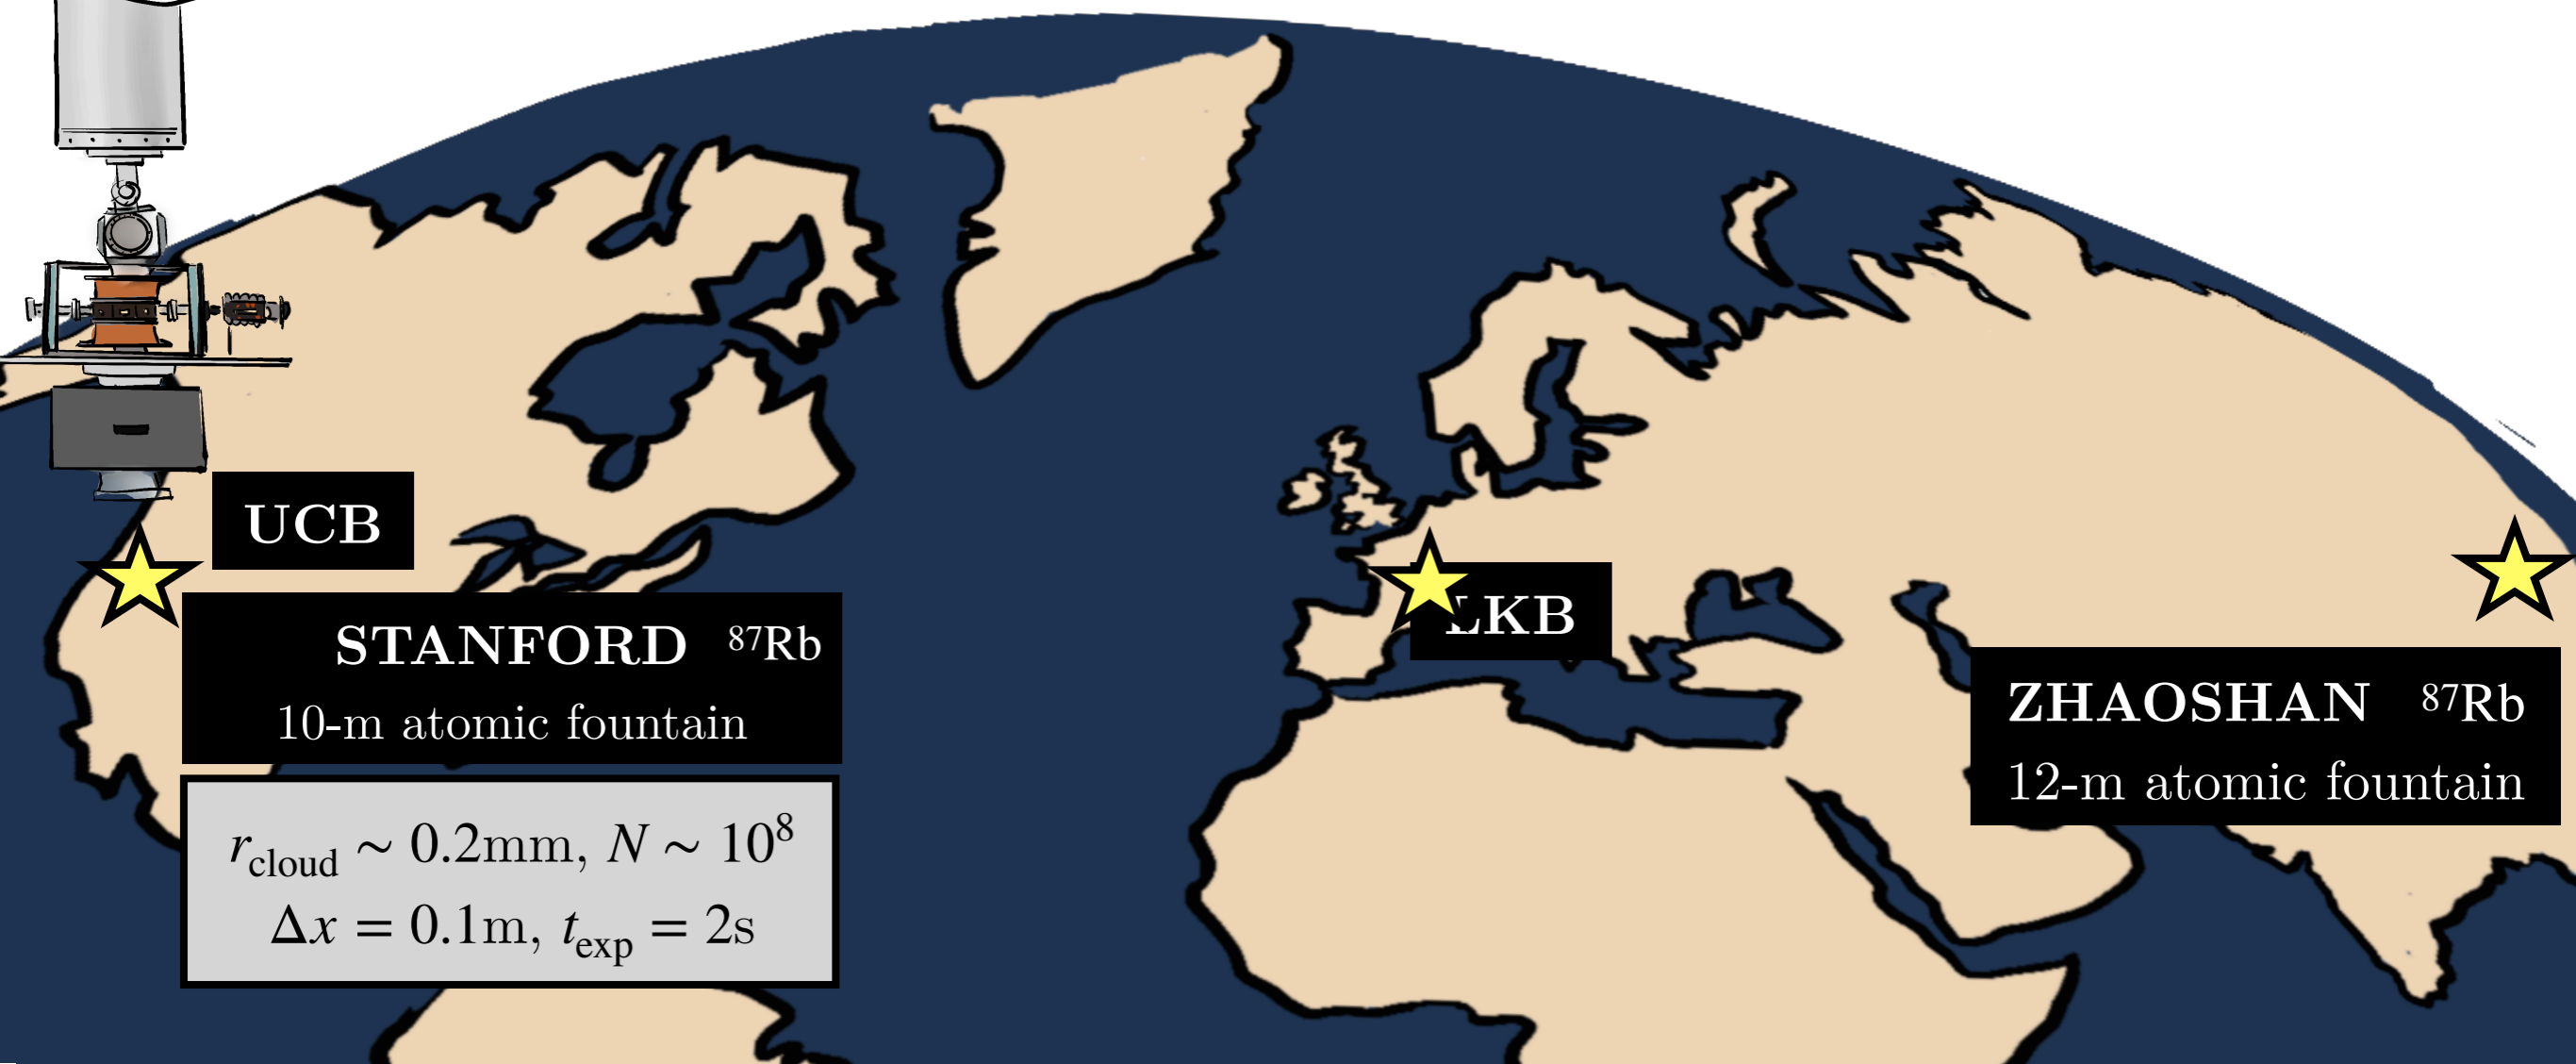 UCB
STANFORD ⁸⁷Rb
10-m atomic fountain
r_cloud ~ 0.2mm, N ~ 10⁸
Δx = 0.1m, t_exp = 2s
LKB
ZHAOSHAN ⁸⁷Rb
12-m atomic fountain